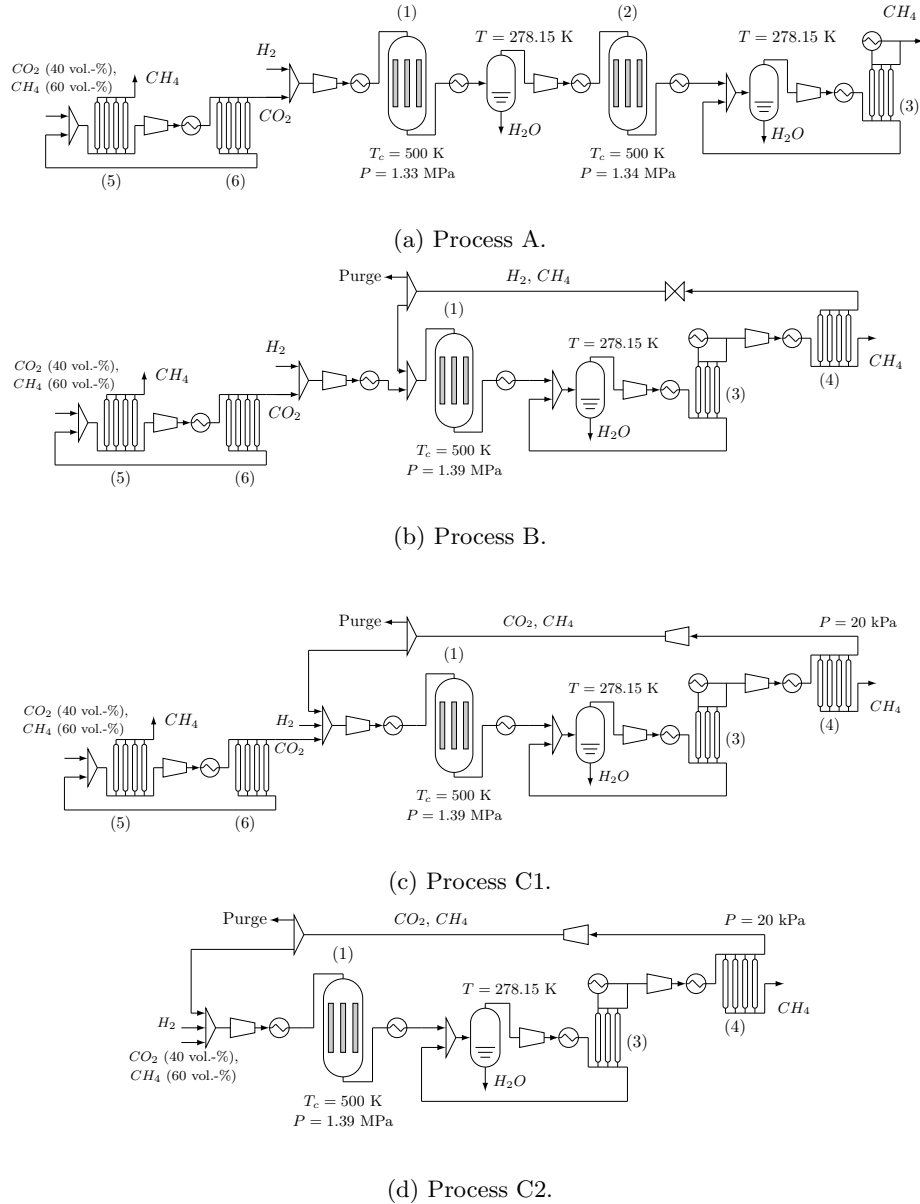 (1)
(2)
CH₄
H₂
T = 278.15 K
T = 278.15 K
CO₂ (40 vol.-%),
CH₄ (60 vol.-%)
CH₄
CO₂
(3)
H₂O
H₂O
T_c = 500 K
P = 1.33 MPa
T_c = 500 K
P = 1.34 MPa
(5)
(6)
(a) Process A.
Purge
H₂, CH₄
(1)
T = 278.15 K
H₂
CO₂ (40 vol.-%),
CH₄ (60 vol.-%)
CH₄
CO₂
(3)
(4)
CH₄
H₂O
T_c = 500 K
P = 1.39 MPa
(5)
(6)
(b) Process B.
Purge
CO₂, CH₄
P = 20 kPa
(1)
T = 278.15 K
CO₂ (40 vol.-%),
CH₄ (60 vol.-%)
CH₄
H₂
CO₂
(3)
(4)
CH₄
H₂O
T_c = 500 K
P = 1.39 MPa
(5)
(6)
(c) Process C1.
Purge
CO₂, CH₄
P = 20 kPa
(1)
T = 278.15 K
H₂
CO₂ (40 vol.-%),
CH₄ (60 vol.-%)
(3)
(4)
CH₄
H₂O
T_c = 500 K
P = 1.39 MPa
(d) Process C2.